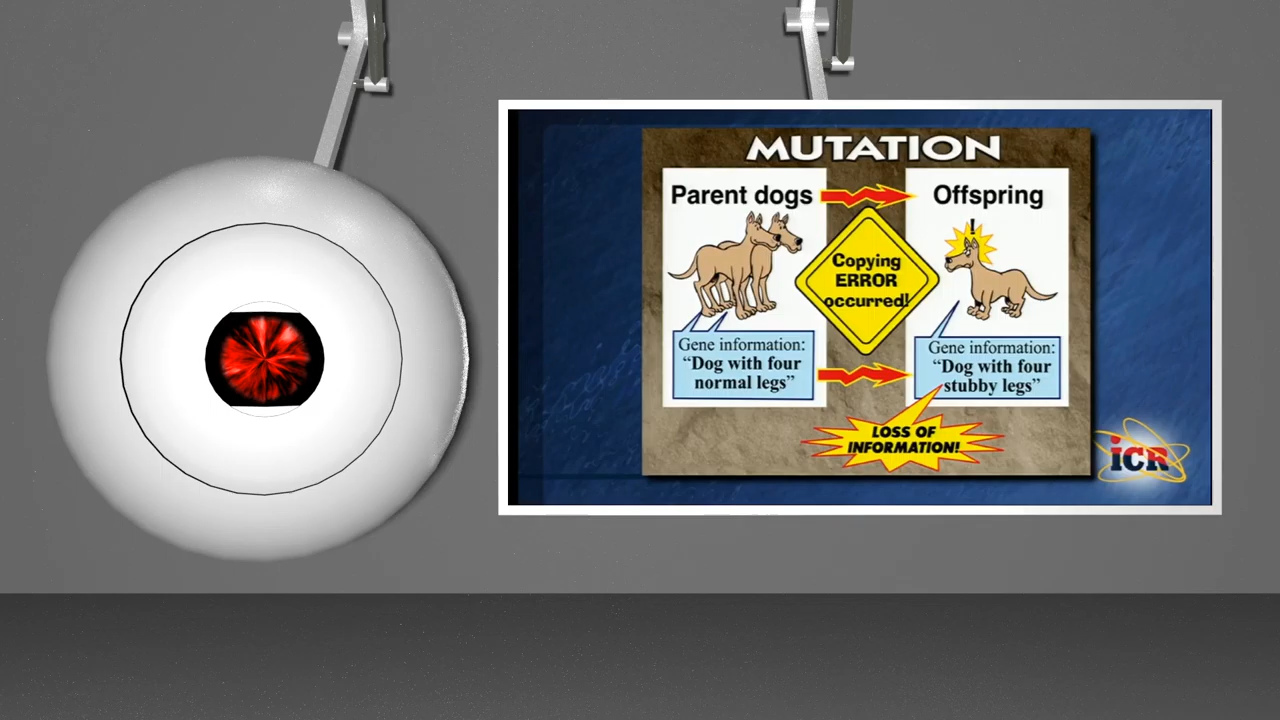 MUTATION
Parent dogs
Offspring
!
Copying
ERROR
occurred!
Gene information:
“Dog with four
normal legs”
Gene information:
“Dog with four
stubby legs”
LOSS OF
INFORMATION!
iCR